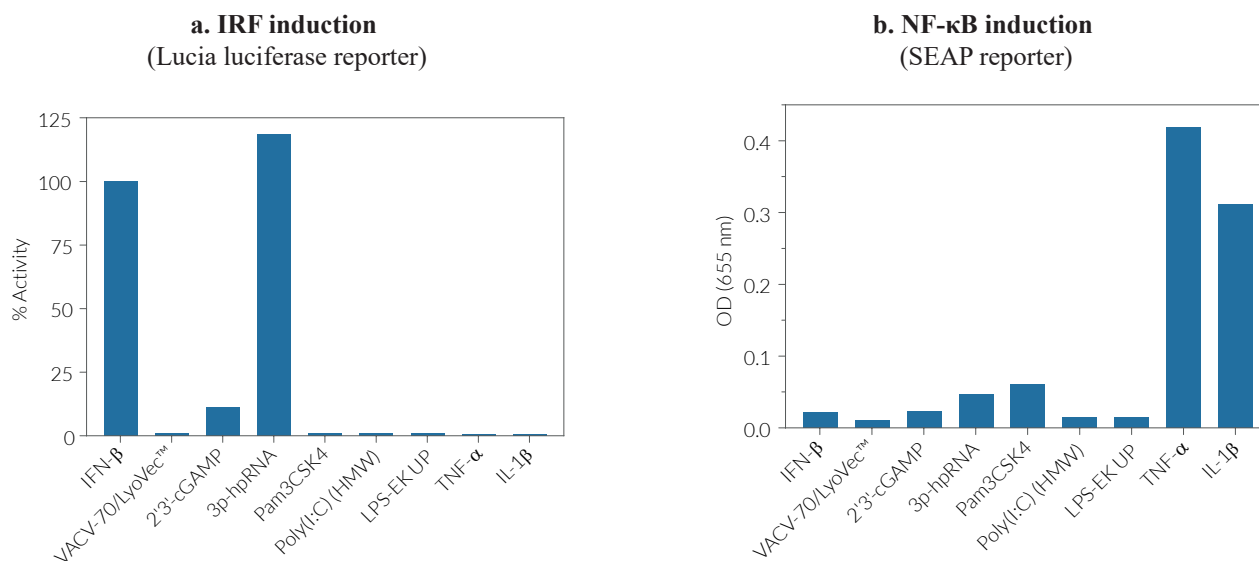 a. IRF induction
(Lucia luciferase reporter)
125
100
75
50
25
0
% Activity
IFN-β
VACV-70/LyoVec™
2'3'-cGAMP
3p-hpRNA
Pam3CSK4
Poly(I:C) (HMW)
LPS-EK UP
TNF-α
IL-1β
b. NF-κB induction
(SEAP reporter)
0.4
0.3
0.2
0.1
0.0
OD (655 nm)
IFN-β
VACV-70/LyoVec™
2'3'-cGAMP
3p-hpRNA
Pam3CSK4
Poly(I:C) (HMW)
LPS-EK UP
TNF-α
IL-1β